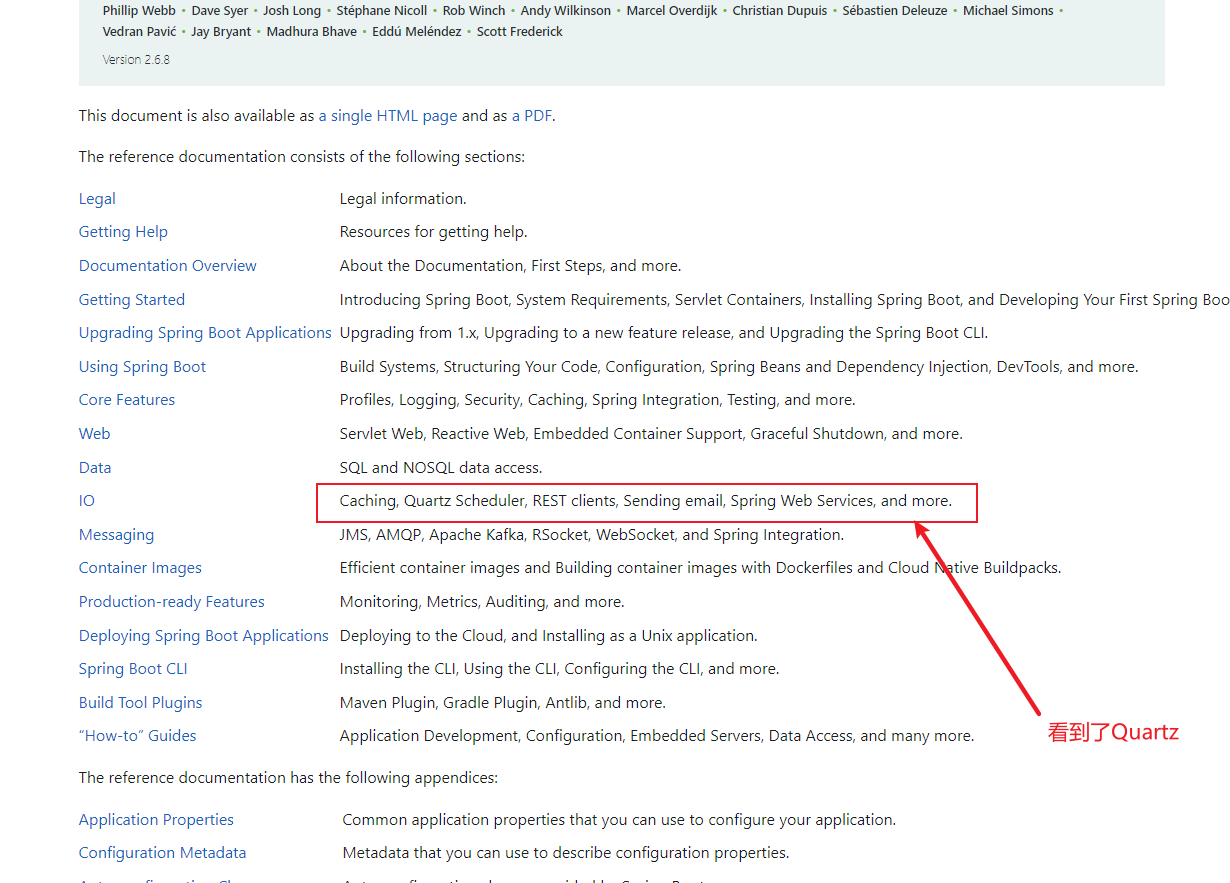 Phillip Webb • Dave Syer • Josh Long • Stéphane Nicoll • Rob Winch • Andy Wilkinson • Marcel Overdijk • Christian Dupuis • Sébastien Deleuze • Michael Simons •
Vedran Pavić • Jay Bryant • Madhura Bhave • Eddú Meléndez • Scott Frederick
Version 2.6.8
This document is also available as a single HTML page and as a PDF.
The reference documentation consists of the following sections:
Legal Legal information.
Getting Help Resources for getting help.
Documentation Overview About the Documentation, First Steps, and more.
Getting Started Introducing Spring Boot, System Requirements, Servlet Containers, Installing Spring Boot, and Developing Your First Spring Boo
Upgrading Spring Boot Applications Upgrading from 1.x, Upgrading to a new feature release, and Upgrading the Spring Boot CLI.
Using Spring Boot Build Systems, Structuring Your Code, Configuration, Spring Beans and Dependency Injection, DevTools, and more.
Core Features Profiles, Logging, Security, Caching, Spring Integration, Testing, and more.
Web Servlet Web, Reactive Web, Embedded Container Support, Graceful Shutdown, and more.
Data SQL and NOSQL data access.
IO Caching, Quartz Scheduler, REST clients, Sending email, Spring Web Services, and more.
Messaging JMS, AMQP, Apache Kafka, RSocket, WebSocket, and Spring Integration.
Container Images Efficient container images and Building container images with Dockerfiles and Cloud Native Buildpacks.
Production-ready Features Monitoring, Metrics, Auditing, and more.
Deploying Spring Boot Applications Deploying to the Cloud, and Installing as a Unix application.
Spring Boot CLI Installing the CLI, Using the CLI, Configuring the CLI, and more.
Build Tool Plugins Maven Plugin, Gradle Plugin, Antlib, and more.
看到了Quartz
“How-to” Guides Application Development, Configuration, Embedded Servers, Data Access, and many more.
The reference documentation has the following appendices:
Application Properties Common application properties that you can use to configure your application.
Configuration Metadata Metadata that you can use to describe configuration properties.